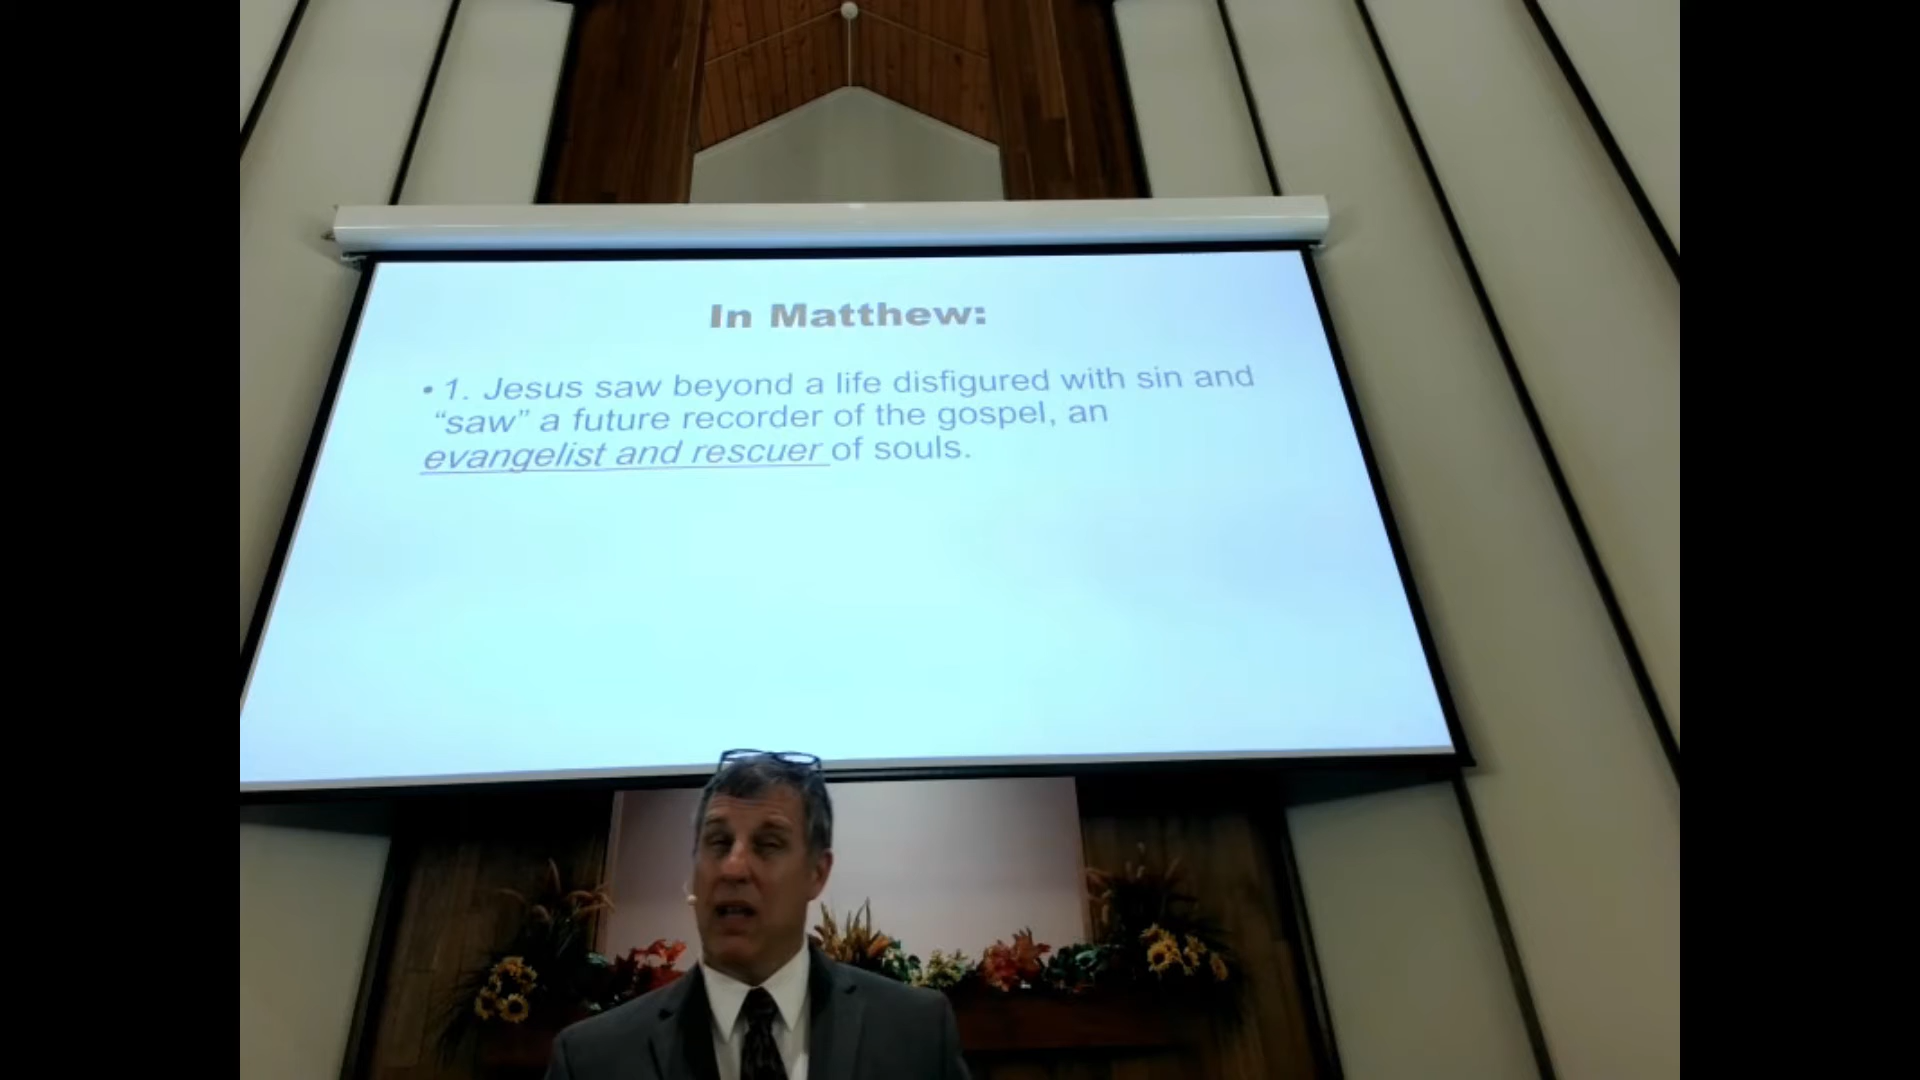 In Matthew:
• 1. Jesus saw beyond a life disfigured with sin and
“saw” a future recorder of the gospel, an
evangelist and rescuer of souls.